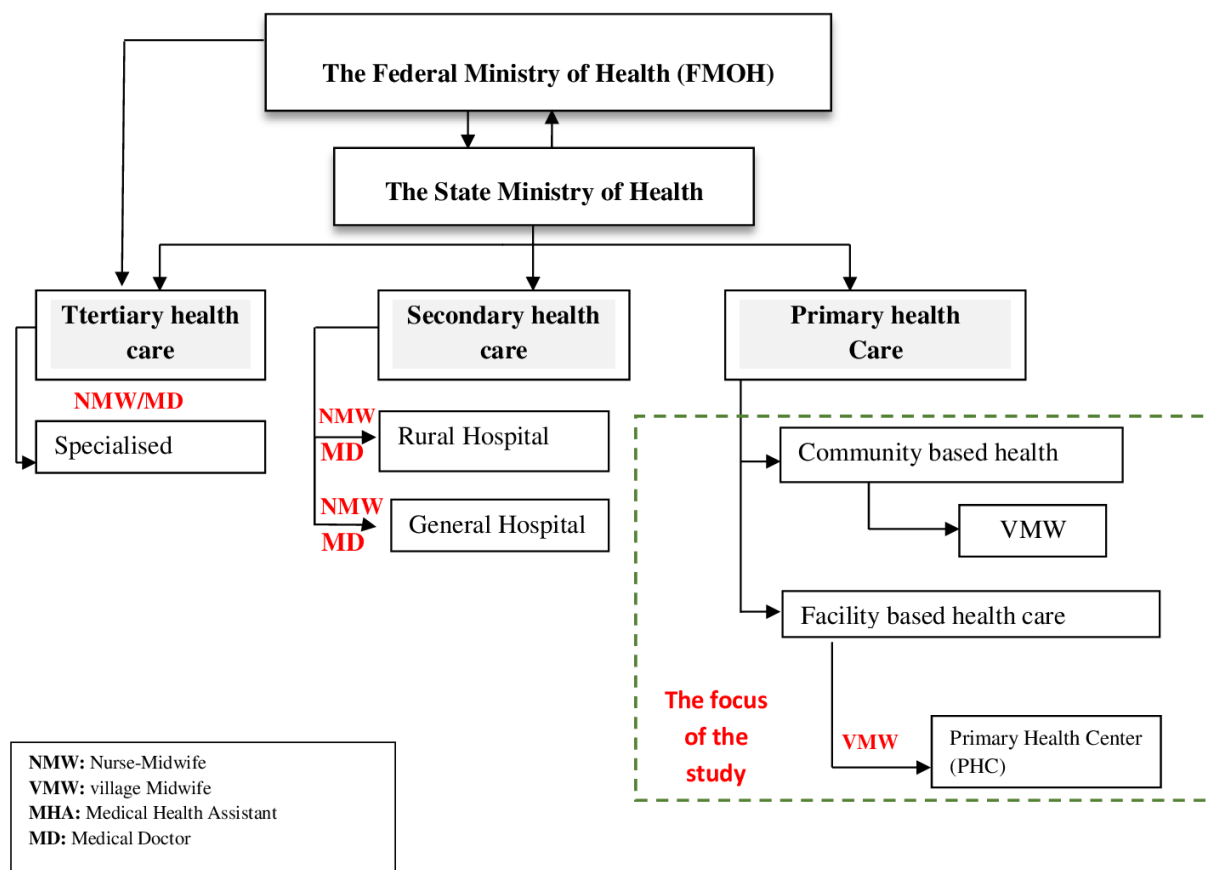 The Federal Ministry of Health (FMOH)
The State Ministry of Health
Ttertiary health
care
Secondary health
care
Primary health
Care
NMW/MD
Specialised
NMW
MD
Rural Hospital
NMW
MD
General Hospital
Community based health
VMW
Facility based health care
The focus
of the
study
VMW
Primary Health Center
(PHC)
NMW: Nurse-Midwife
VMW: village Midwife
MHA: Medical Health Assistant
MD: Medical Doctor